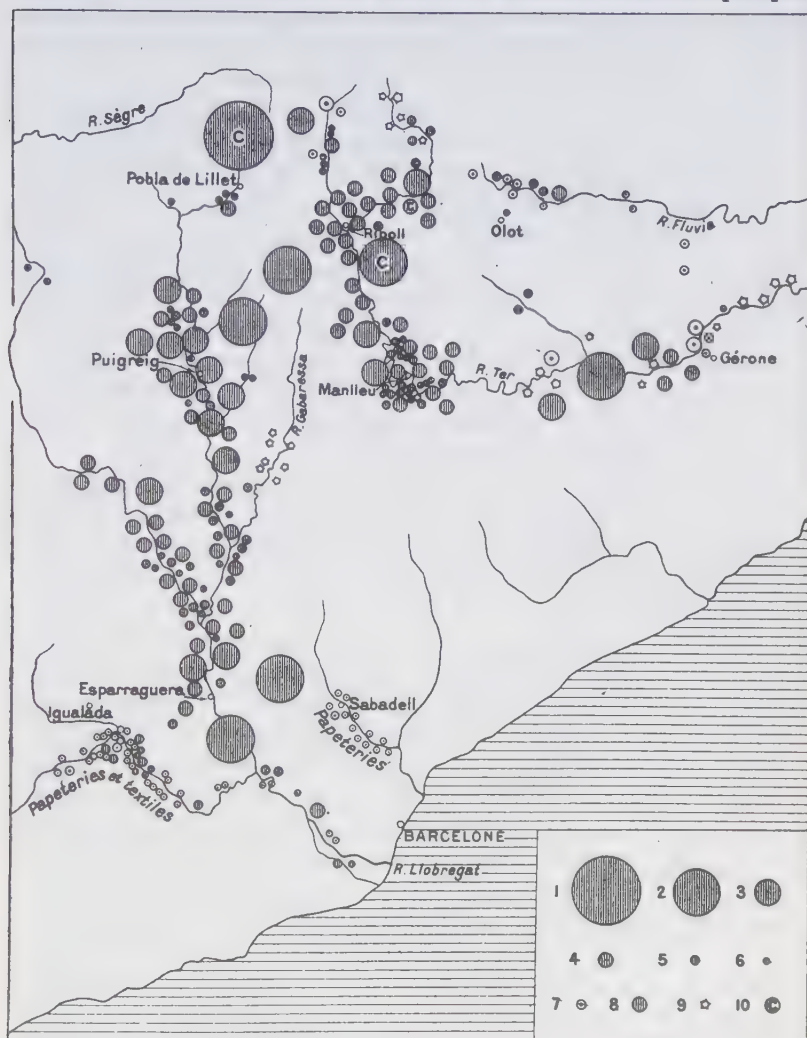 R. Sègre
C
Pobla de Lillet
Ripoll
C
Olot
R. Fluvia
Puigreig
R. Gabaressa
Manlleu
R. Ter
Gérone
Esparraguera
Igualada
Sabadell
Papeteries
Papeteries et textiles
BARCELONE
R. Llobregat
1 2 3
4 5 6
7 8 9 10